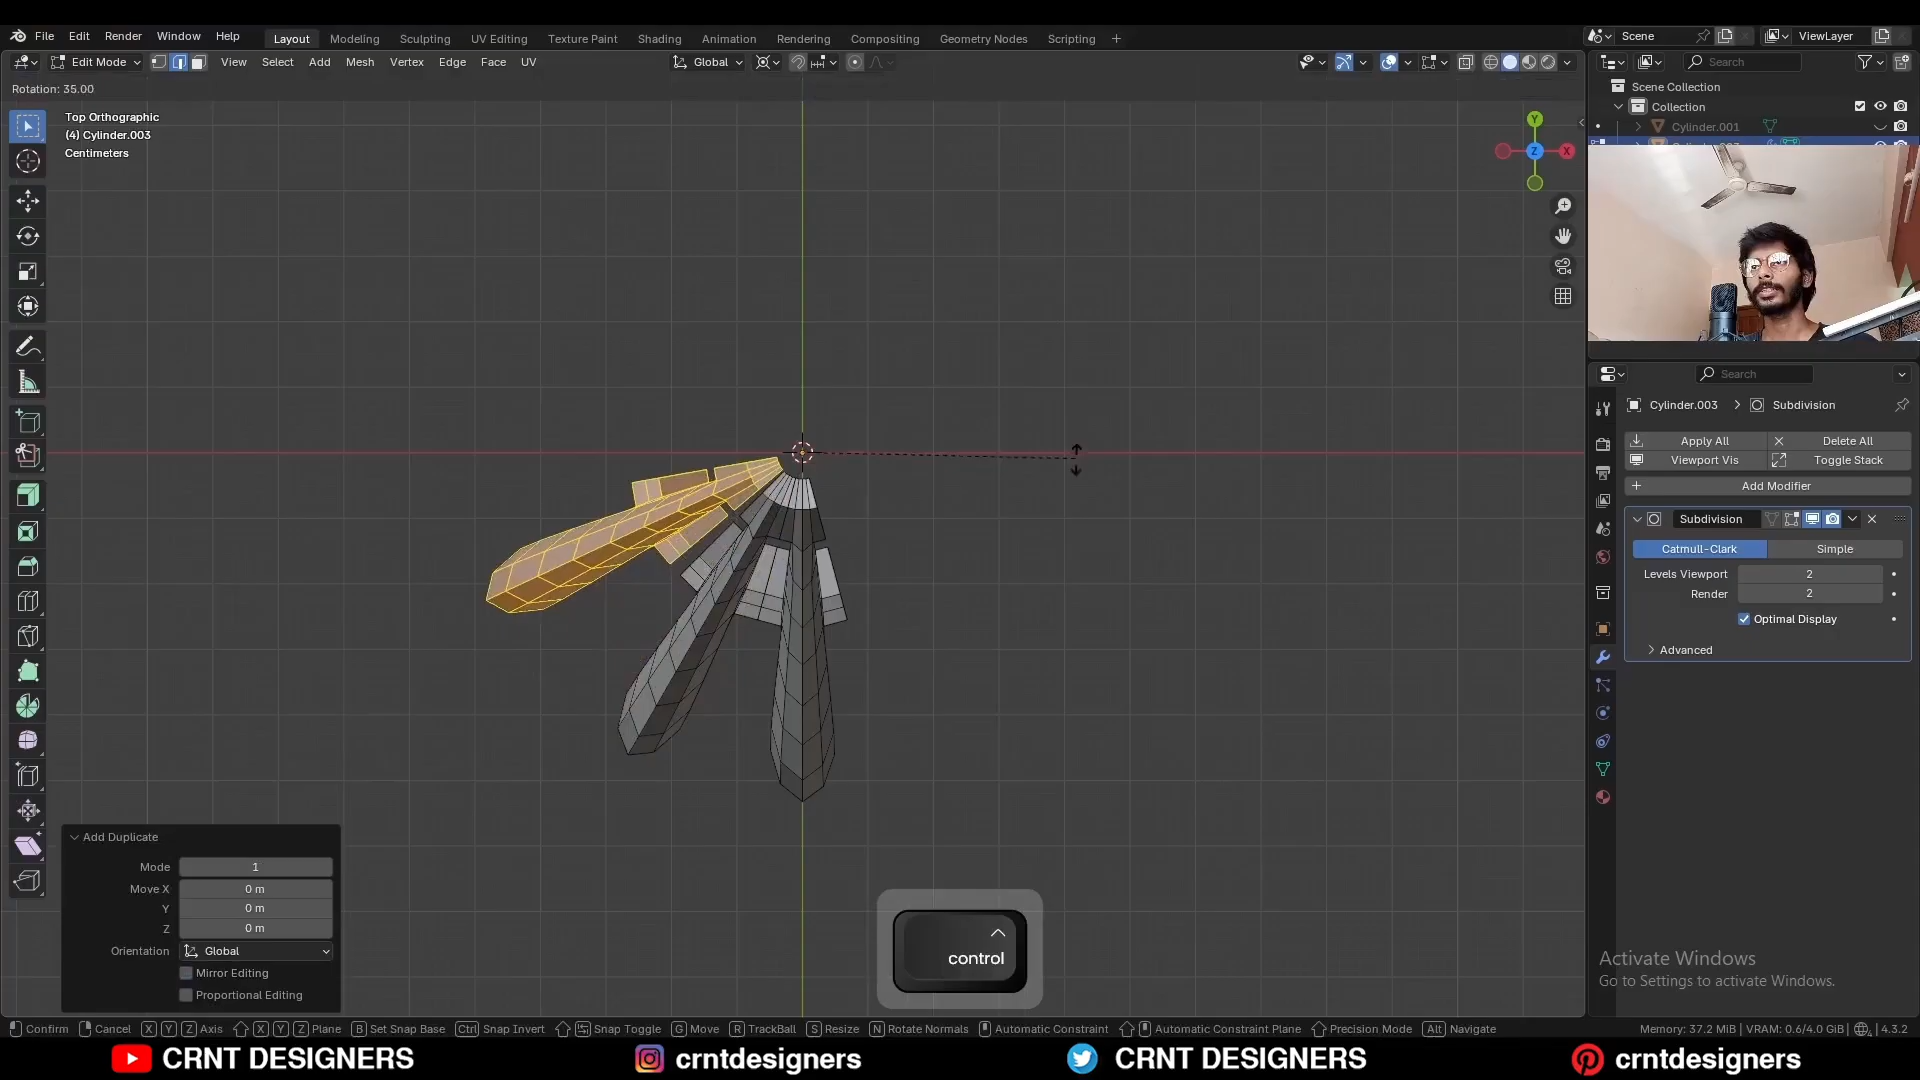 File Edit Render Window Help Layout Modeling Sculpting UV Editing Texture Paint Shading Animation Rendering Compositing Geometry Nodes Scripting + Scene ViewLayer
Edit Mode View Select Add Mesh Vertex Edge Face UV Global Search
Rotation: 35.00
Scene Collection
Collection
Cylinder.001
Top Orthographic
(4) Cylinder.003
Centimeters
Y
Z
X
Search
Cylinder.003 > Subdivision
Apply All Delete All
Viewport Vis Toggle Stack
+ Add Modifier
Subdivision
Catmull-Clark Simple
Levels Viewport 2
Render 2
Optimal Display
Advanced
Add Duplicate
Mode 1
Move X 0 m
Y 0 m
Z 0 m
Orientation Global
Mirror Editing
Proportional Editing
control
Activate Windows
Go to Settings to activate Windows.
Confirm Cancel X Y Z Axis X Y Z Plane B Set Snap Base Ctrl Snap Invert Snap Toggle G Move R TrackBall S Resize N Rotate Normals Automatic Constraint Automatic Constraint Plane Precision Mode Alt Navigate Memory: 37.2 MiB | VRAM: 0.6/4.0 GiB | 4.3.2
CRNT DESIGNERS crntdesigners CRNT DESIGNERS crntdesigners